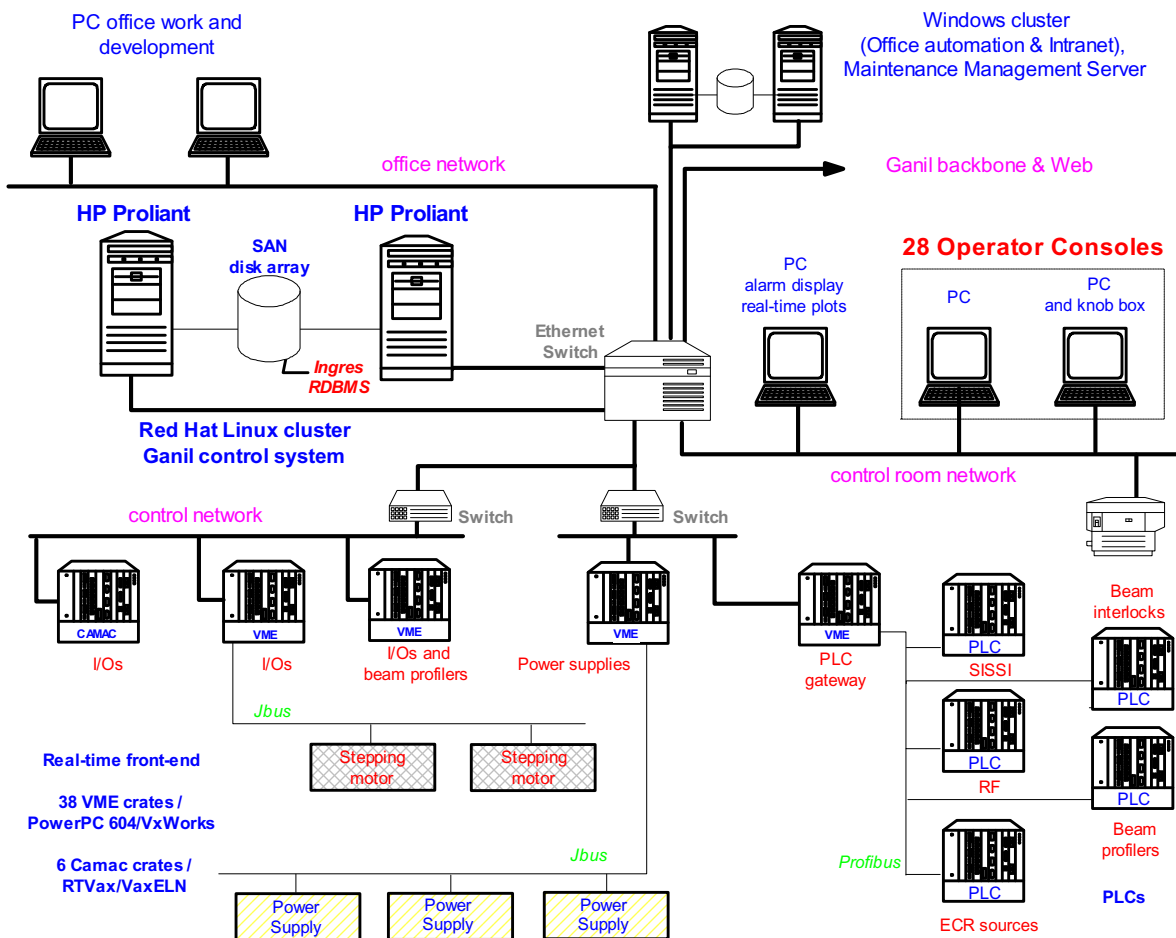 PC office work and
development
Windows cluster
(Office automation & Intranet),
Maintenance Management Server
office network
Ganil backbone & Web
HP Proliant
HP Proliant
SAN
disk array
28 Operator Consoles
PC
alarm display
real-time plots
PC
PC
and knob box
Ethernet
Switch
Ingres
RDBMS
Red Hat Linux cluster
Ganil control system
control room network
control network
Switch
Switch
CAMAC
VME
VME
VME
VME
I/Os
I/Os
I/Os and
beam profilers
Power supplies
PLC
gateway
PLC
SISSI
Beam
interlocks
PLC
Jbus
Stepping
motor
Stepping
motor
PLC
RF
PLC
Beam
profilers
Real-time front-end
38 VME crates /
PowerPC 604/VxWorks
6 Camac crates /
RTVax/VaxELN
Jbus
Power
Supply
Power
Supply
Power
Supply
Profibus
PLC
ECR sources
PLCs